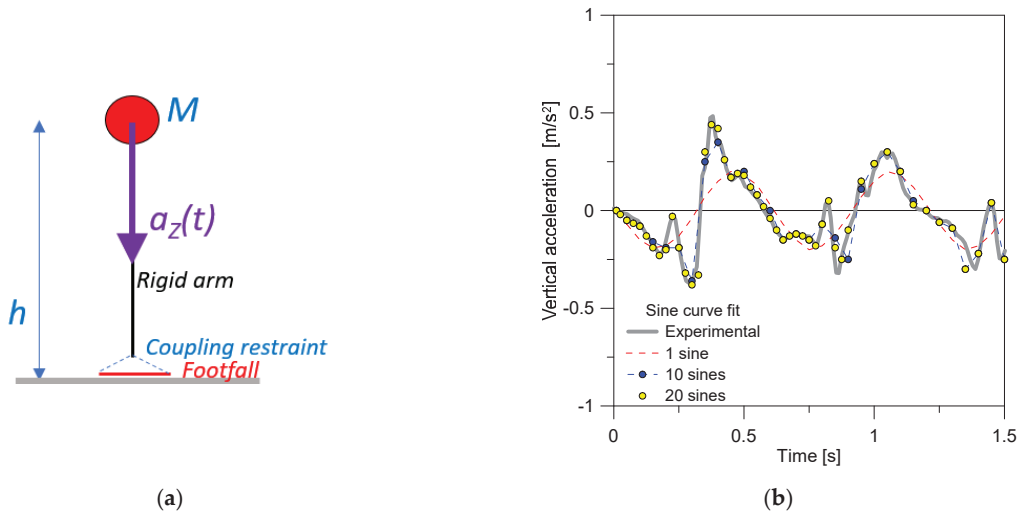 M
a_z(t)
Rigid arm
h
Coupling restraint
Footfall
(a)
1
0.5
0
-0.5
-1
Vertical acceleration [m/s²]
Sine curve fit
Experimental
1 sine
10 sines
20 sines
0 0.5 1 1.5
Time [s]
(b)